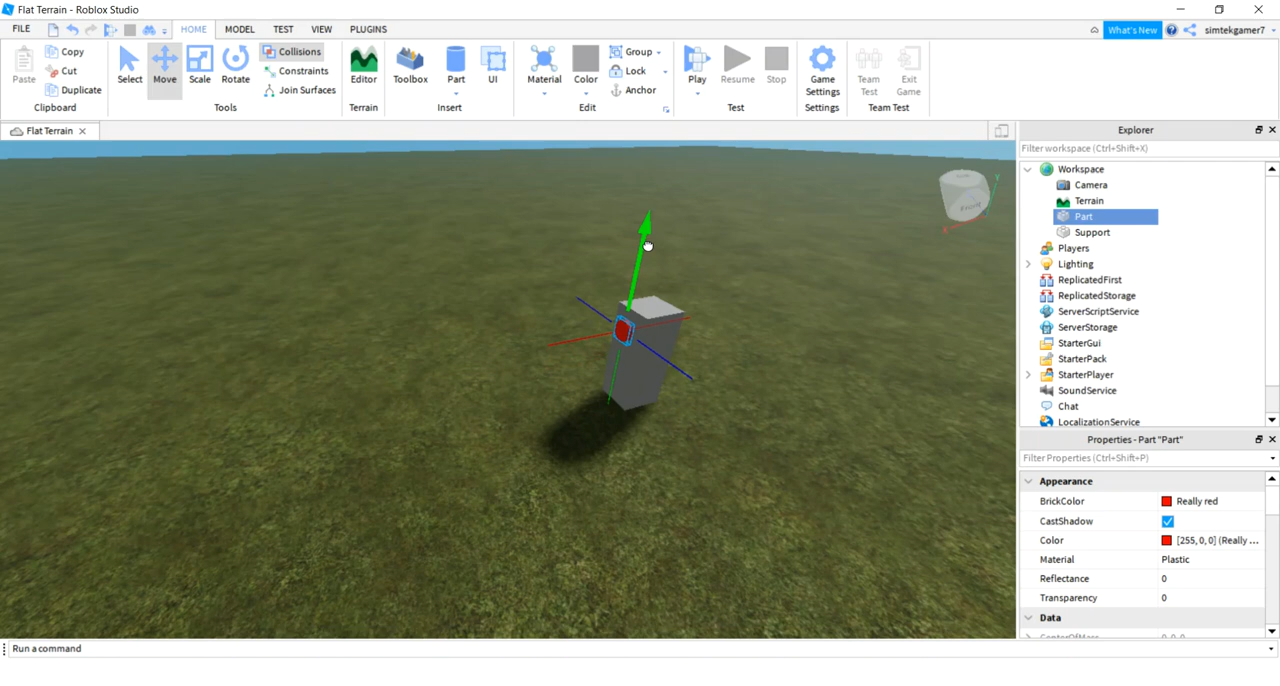 Flat Terrain - Roblox Studio
FILE HOME MODEL TEST VIEW PLUGINS What's New simtekgamer7
Paste Copy Cut Duplicate
Clipboard
Select Move Scale Rotate Collisions Constraints Join Surfaces
Tools
Editor
Terrain
Toolbox Part UI
Insert
Material Color Group Lock Anchor
Edit
Play Resume Stop
Test
Game Settings
Settings
Team Test Exit Game
Team Test
Flat Terrain
Explorer
Filter workspace (Ctrl+Shift+X)
Workspace
Camera
Terrain
Part
Support
Players
Lighting
ReplicatedFirst
ReplicatedStorage
ServerScriptService
ServerStorage
StarterGui
StarterPack
StarterPlayer
SoundService
Chat
LocalizationService
Properties - Part "Part"
Filter Properties (Ctrl+Shift+P)
Appearance
BrickColor Really red
CastShadow
Color [255, 0, 0] (Really ...
Material Plastic
Reflectance 0
Transparency 0
Data
Run a command